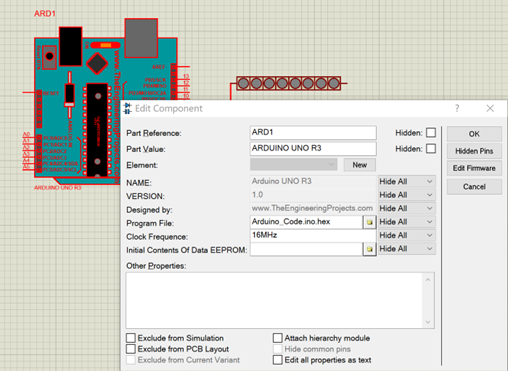 ARD1
RESET
ARDUINO UNO R3
Edit Component
? ×
Part Reference: ARD1 Hidden:
Part Value: ARDUINO UNO R3 Hidden:
Element: New
NAME: Arduino UNO R3 Hide All
VERSION: 1.0 Hide All
Designed by: www.TheEngineeringProjects.com Hide All
Program File: Arduino_Code.ino.hex Hide All
Clock Frequence: 16MHz Hide All
Initial Contents Of Data EEPROM: Hide All
Other Properties:
Exclude from Simulation
Exclude from PCB Layout
Exclude from Current Variant
Attach hierarchy module
Hide common pins
Edit all properties as text
OK
Hidden Pins
Edit Firmware
Cancel